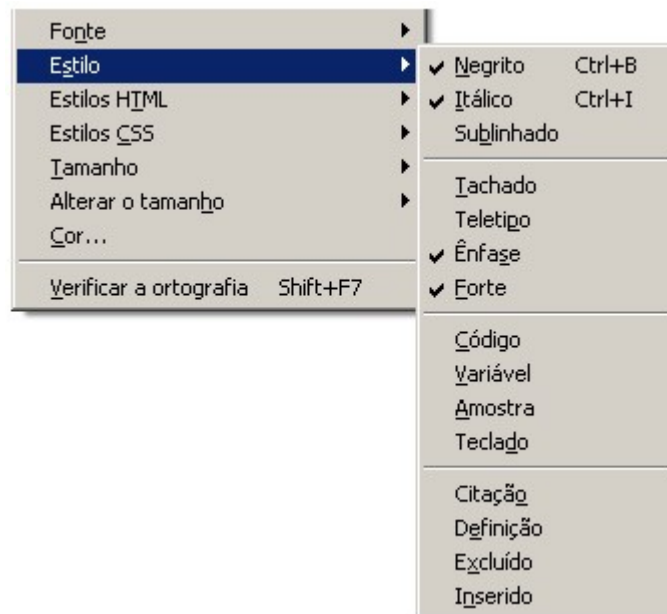 Fonte
Estilo
Estilos HTML
Estilos CSS
Tamanho
Alterar o tamanho
Cor...
Verificar a ortografia Shift+F7
Negrito Ctrl+B
Itálico Ctrl+I
Sublinhado
Tachado
Teletipo
Ênfase
Forte
Código
Variável
Amostra
Teclado
Citação
Definição
Excluído
Inserido